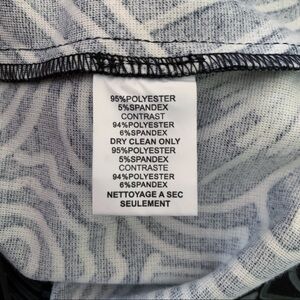 95%POLYESTER
5%SPANDEX
CONTRAST
94%POLYESTER
6%SPANDEX
DRY CLEAN ONLY
95%POLYESTER
5%SPANDEX
CONTRASTE
94%POLYESTER
6%SPANDEX
NETTOYAGE A SEC
SEULEMENT